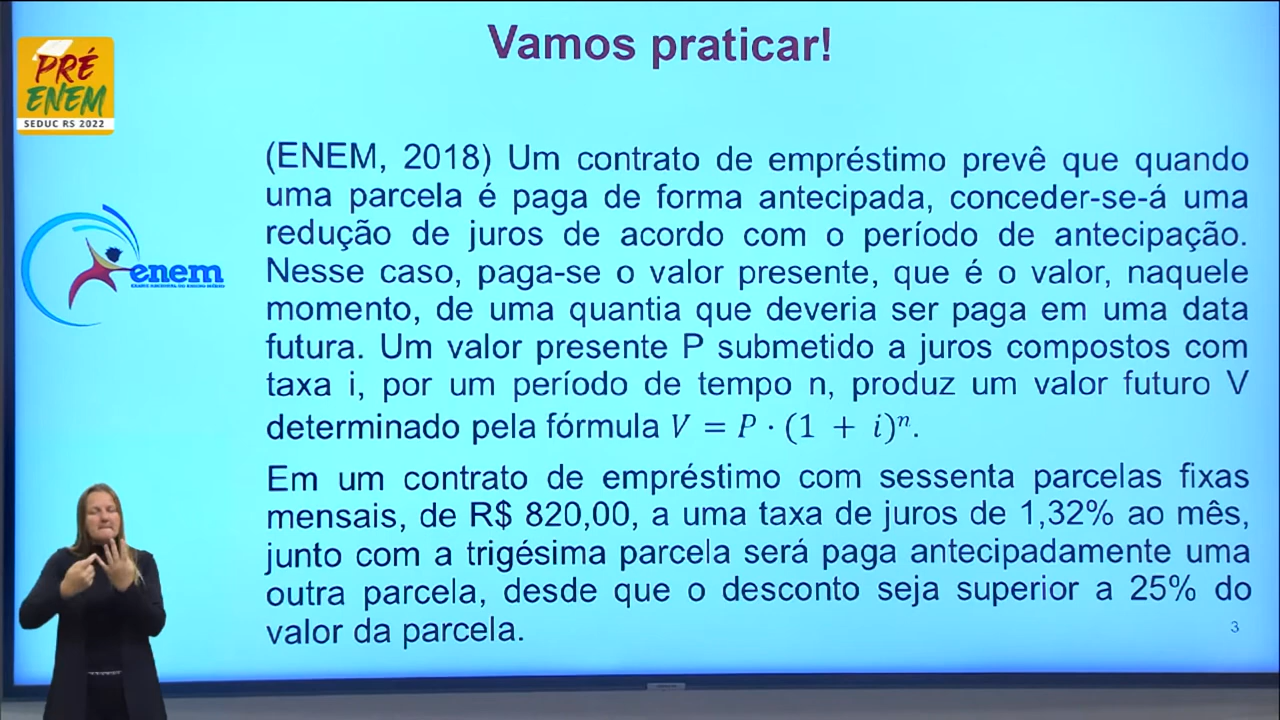 Vamos praticar!
PRÉ
ENEM
SEDUC RS 2022
(ENEM, 2018) Um contrato de empréstimo prevê que quando
uma parcela é paga de forma antecipada, conceder-se-á uma
redução de juros de acordo com o período de antecipação.
Nesse caso, paga-se o valor presente, que é o valor, naquele
momento, de uma quantia que deveria ser paga em uma data
futura. Um valor presente P submetido a juros compostos com
taxa i, por um período de tempo n, produz um valor futuro V
determinado pela fórmula V = P · (1 + i)ⁿ.
enem
EXAME NACIONAL DO ENSINO MÉDIO
Em um contrato de empréstimo com sessenta parcelas fixas
mensais, de R$ 820,00, a uma taxa de juros de 1,32% ao mês,
junto com a trigésima parcela será paga antecipadamente uma
outra parcela, desde que o desconto seja superior a 25% do
valor da parcela.
3